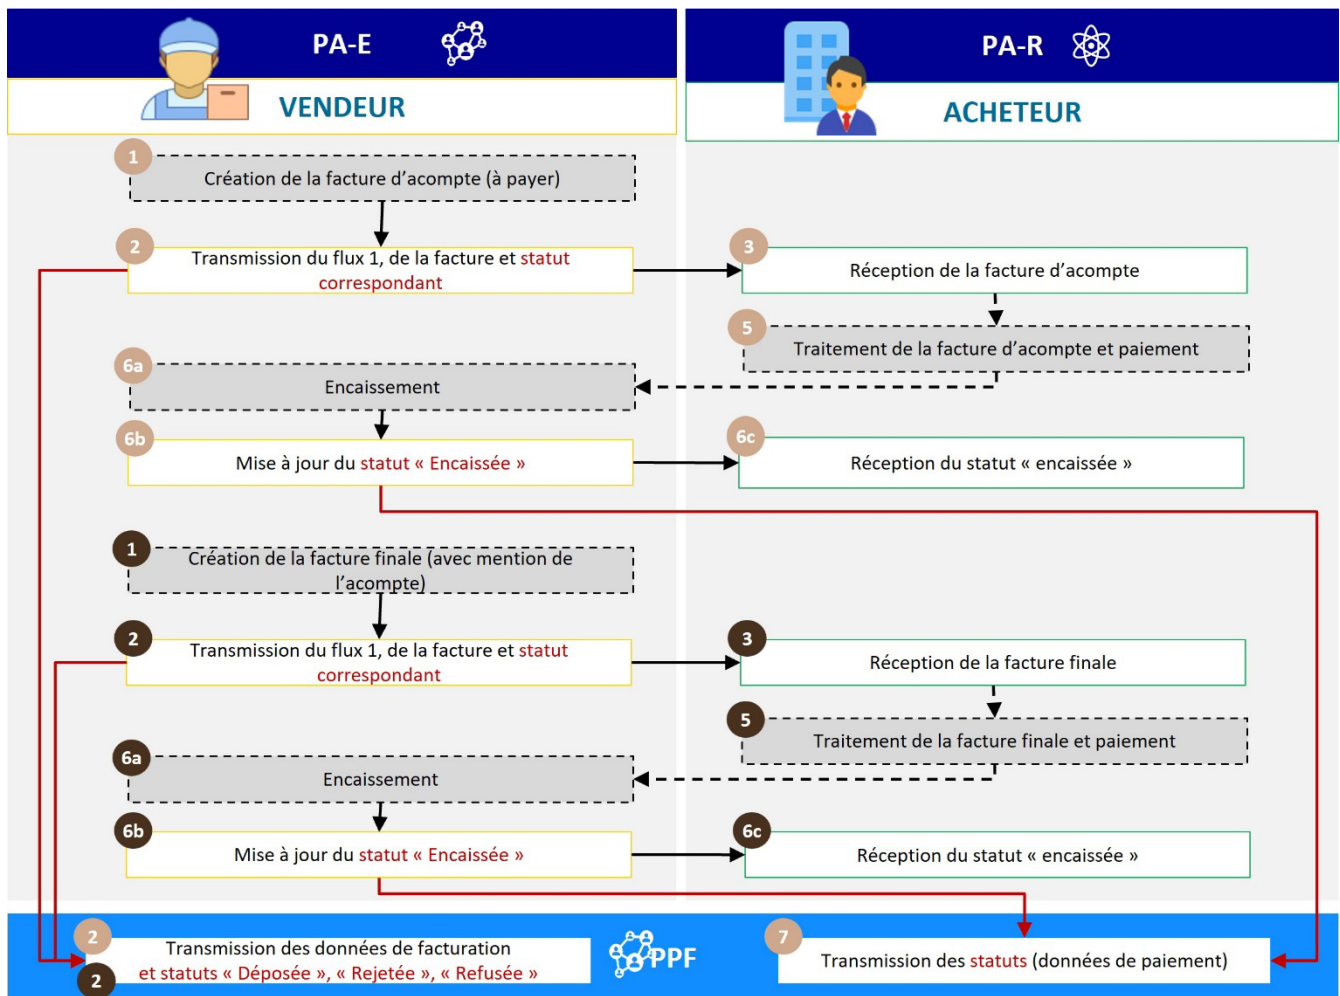 PA-E
PA-R
VENDEUR
ACHETEUR
1
Création de la facture d'acompte (à payer)
2
Transmission du flux 1, de la facture et statut
correspondant
3
Réception de la facture d'acompte
5
Traitement de la facture d'acompte et paiement
6a
Encaissement
6b
Mise à jour du statut « Encaissée »
6c
Réception du statut « encaissée »
1
Création de la facture finale (avec mention de
l'acompte)
2
Transmission du flux 1, de la facture et statut
correspondant
3
Réception de la facture finale
5
Traitement de la facture finale et paiement
6a
Encaissement
6b
Mise à jour du statut « Encaissée »
6c
Réception du statut « encaissée »
2
2
Transmission des données de facturation
et statuts « Déposée », « Rejetée », « Refusée »
PPF
7
Transmission des statuts (données de paiement)